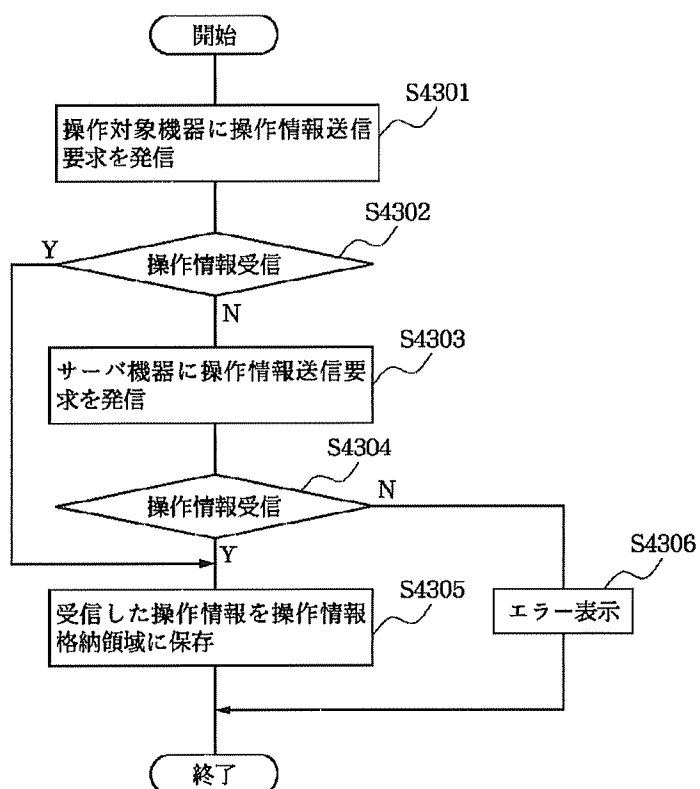 開始
S4301
操作対象機器に操作情報送信
要求を発信
S4302
Y
操作情報受信
N
S4303
サーバ機器に操作情報送信要
求を発信
S4304
操作情報受信
N
Y
S4305
S4306
受信した操作情報を操作情報
格納領域に保存
エラー表示
終了